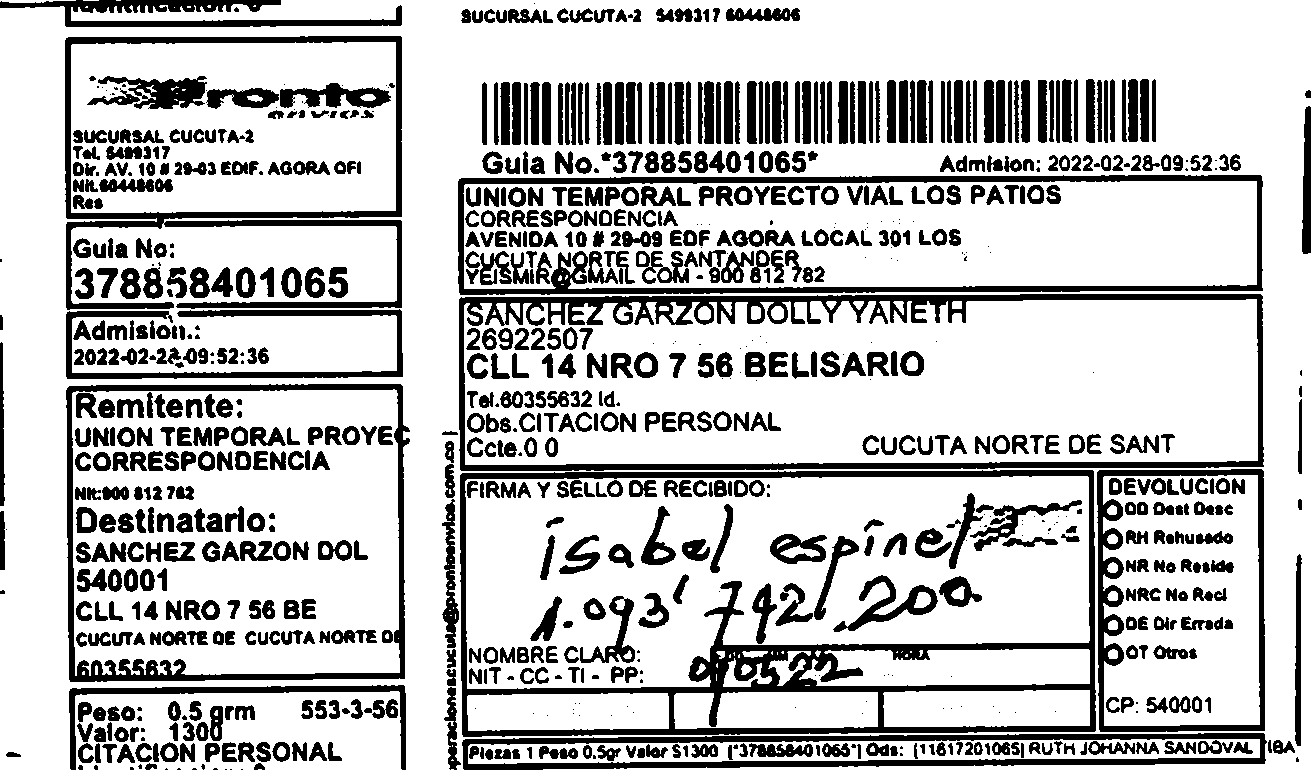 Identificacion: 0
Pronto
envios
SUCURSAL CUCUTA-2
Tel. 5499317
Dir. AV. 10 # 29-03 EDIF. AGORA OFI
Nit.60448606
Res
Guia No:
378858401065
Admision.:
2022-02-28-09:52:36
Remitente:
UNION TEMPORAL PROYEC
CORRESPONDENCIA
Nit:900 812 782
Destinatario:
SANCHEZ GARZON DOL
540001
CLL 14 NRO 7 56 BE
CUCUTA NORTE DE CUCUTA NORTE DE
60355632
Peso: 0.5 grm 553-3-56
Valor: 1300
CITACION PERSONAL
SUCURSAL CUCUTA-2 5499317 60448606
Guia No.*378858401065*
Admision: 2022-02-28-09:52:36
UNION TEMPORAL PROYECTO VIAL LOS PATIOS
CORRESPONDENCIA
AVENIDA 10 # 29-09 EDF AGORA LOCAL 301 LOS
CUCUTA NORTE DE SANTANDER
YEISMIR@GMAIL COM - 900 812 782
SANCHEZ GARZON DOLLY YANETH
26922507
CLL 14 NRO 7 56 BELISARIO
Tel.60355632 Id.
Obs.CITACION PERSONAL
Ccte.0 0 CUCUTA NORTE DE SANT
peracionescucuta@prontoenvios.com.co |
FIRMA Y SELLO DE RECIBIDO:
isabel espinel
1.093'742.200
NOMBRE CLARO:
NIT - CC - TI - PP:
HORA
DEVOLUCION
DD Dest Desc
RH Rehusado
NR No Reside
NRC No Recl
DE Dir Errada
OT Otros
CP: 540001
Piezas 1 Peso 0.5gr Valor $1300 [*378858401065*] Ods: [11617201065] RUTH JOHANNA SANDOVAL